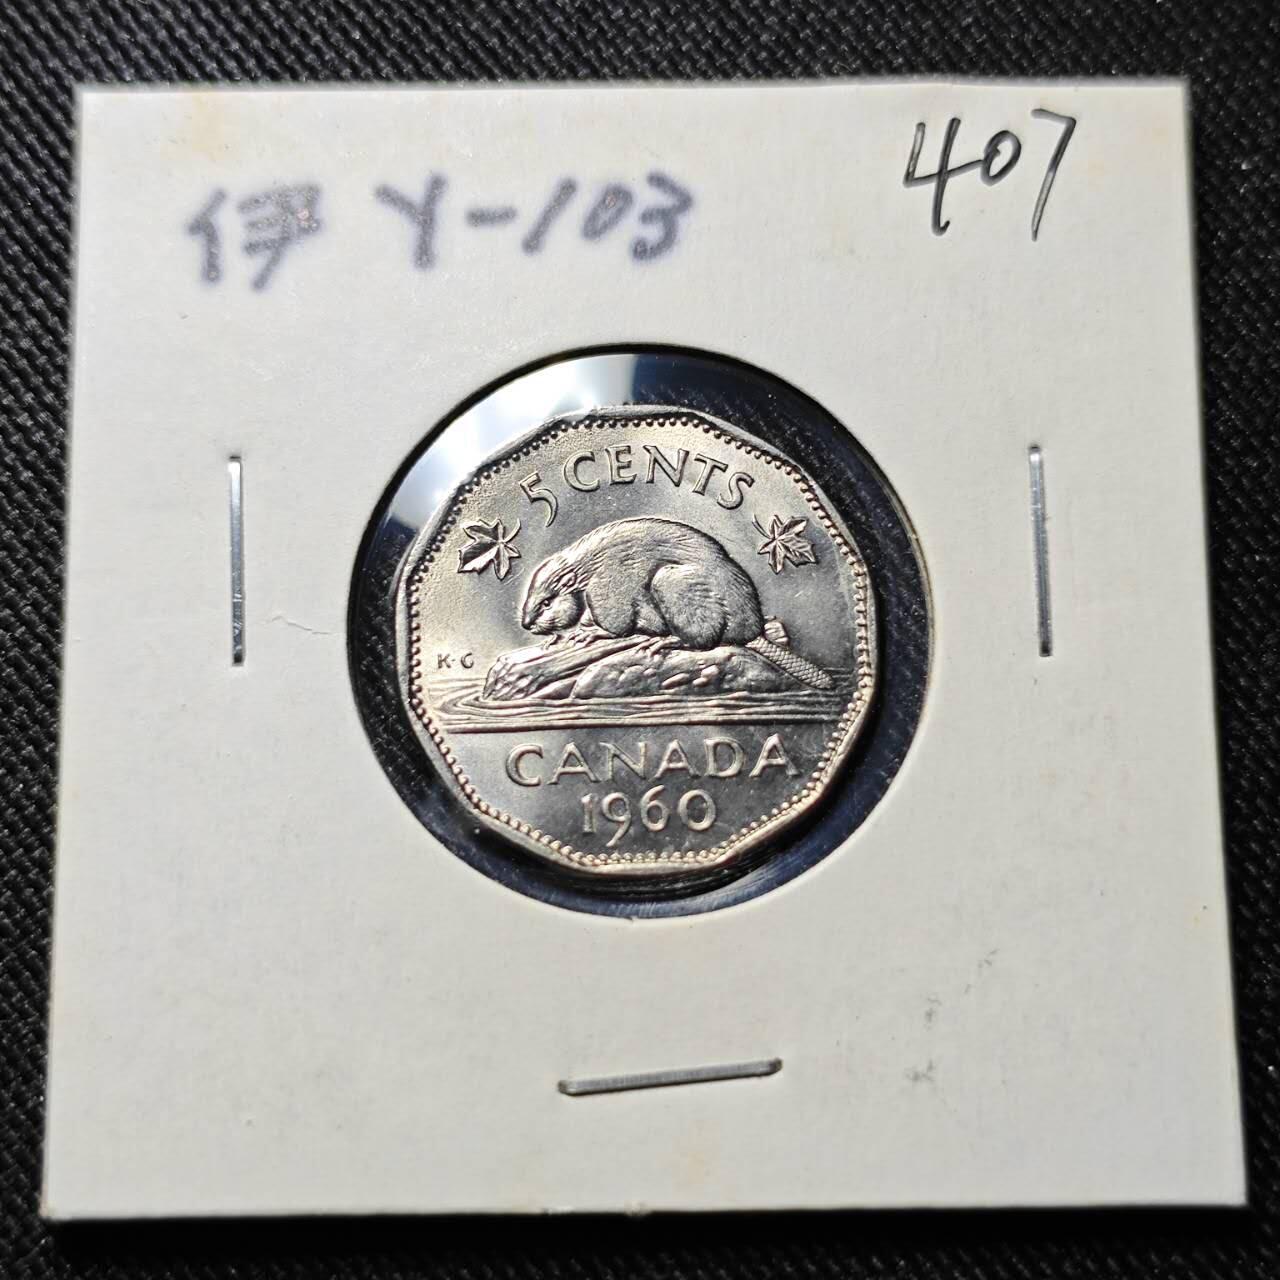 伊 Y-103
407
5 CENTS
K·G
CANADA
1960